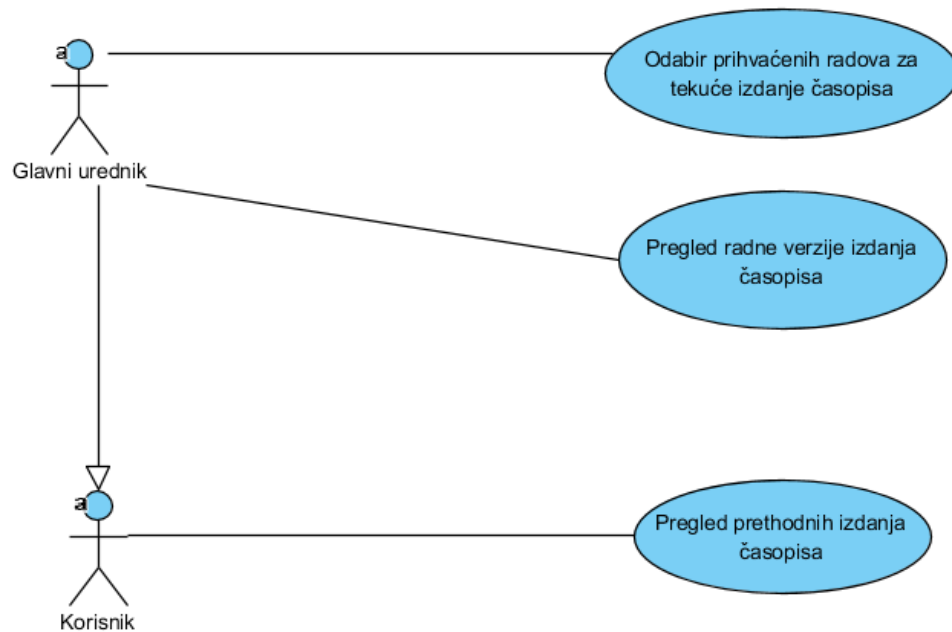 a
Odabir prihvaćenih radova za
tekuće izdanje časopisa
Glavni urednik
Pregled radne verzije izdanja
časopisa
a
Pregled prethodnih izdanja
časopisa
Korisnik